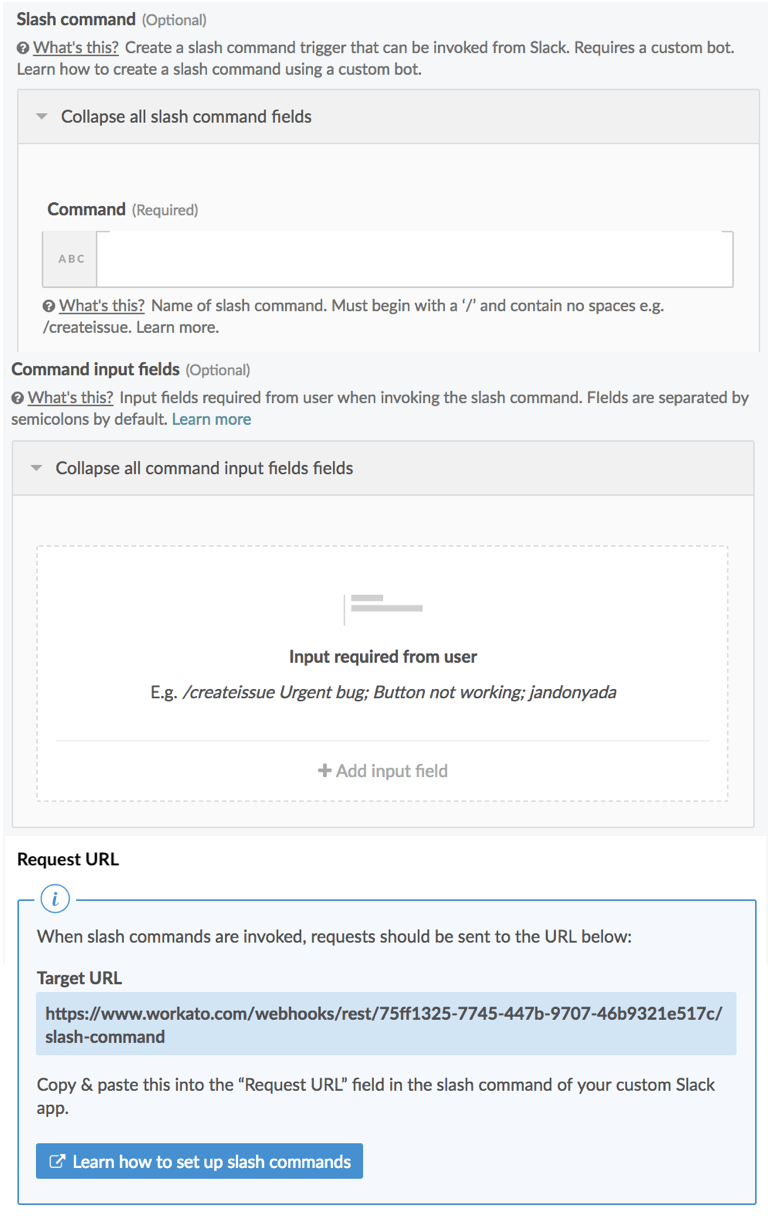 Slash command (Optional)
What's this? Create a slash command trigger that can be invoked from Slack. Requires a custom bot.
Learn how to create a slash command using a custom bot.
Collapse all slash command fields
Command (Required)
ABC
What's this? Name of slash command. Must begin with a ‘/’ and contain no spaces e.g.
/createissue. Learn more.
Command input fields (Optional)
What's this? Input fields required from user when invoking the slash command. FIelds are separated by
semicolons by default. Learn more
Collapse all command input fields fields
Input required from user
E.g. /createissue Urgent bug; Button not working; jandonyada
Add input field
Request URL
i
When slash commands are invoked, requests should be sent to the URL below:
Target URL
https://www.workato.com/webhooks/rest/75ff1325-7745-447b-9707-46b9321e517c/
slash-command
Copy & paste this into the “Request URL” field in the slash command of your custom Slack
app.
Learn how to set up slash commands